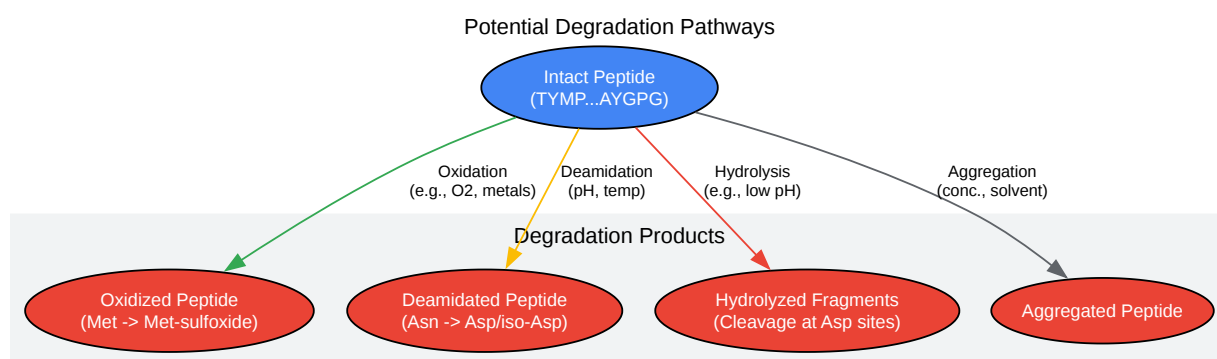 Potential Degradation Pathways
Intact Peptide
(TYMP...AYGPG)
Oxidation
(e.g., O2, metals)
Deamidation
(pH, temp)
Hydrolysis
(e.g., low pH)
Aggregation
(conc., solvent)
Degradation Products
Oxidized Peptide
(Met -> Met-sulfoxide)
Deamidated Peptide
(Asn -> Asp/iso-Asp)
Hydrolyzed Fragments
(Cleavage at Asp sites)
Aggregated Peptide